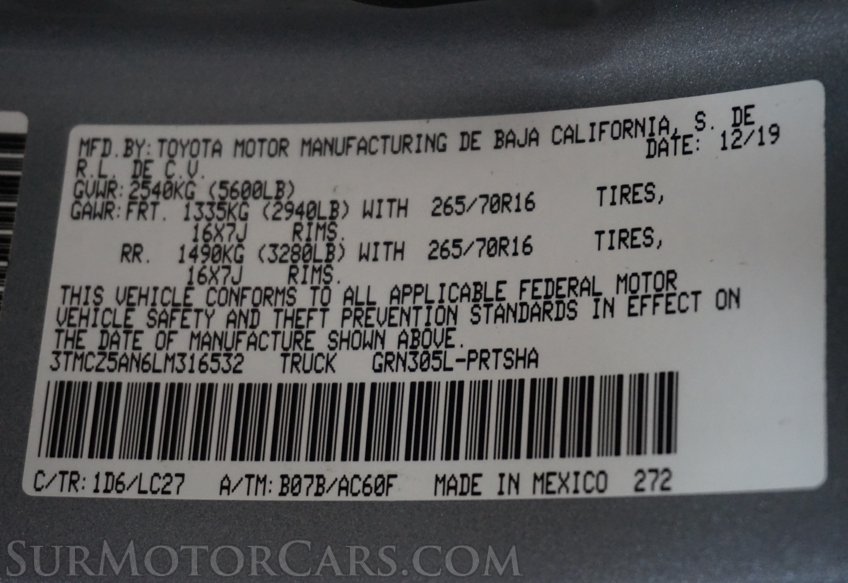 MFD.BY: TOYOTA MOTOR MANUFACTURING DE BAJA CALIFORNIA, S. DE
R.L. DE C.V. DATE: 12/19
GVWR: 2540KG (5600LB)
GAWR: FRT. 1335KG (2940LB) WITH 265/70R16 TIRES,
16X7J RIMS.
RR. 1490KG (3280LB) WITH 265/70R16 TIRES,
16X7J RIMS.
THIS VEHICLE CONFORMS TO ALL APPLICABLE FEDERAL MOTOR
VEHICLE SAFETY AND THEFT PREVENTION STANDARDS IN EFFECT ON
THE DATE OF MANUFACTURE SHOWN ABOVE.
3TMCZ5AN6LM316532 TRUCK GRN305L-PRTSHA
C/TR: 1D6/LC27 A/TM: B07B/AC60F MADE IN MEXICO 272
SURMOTORCARS.COM